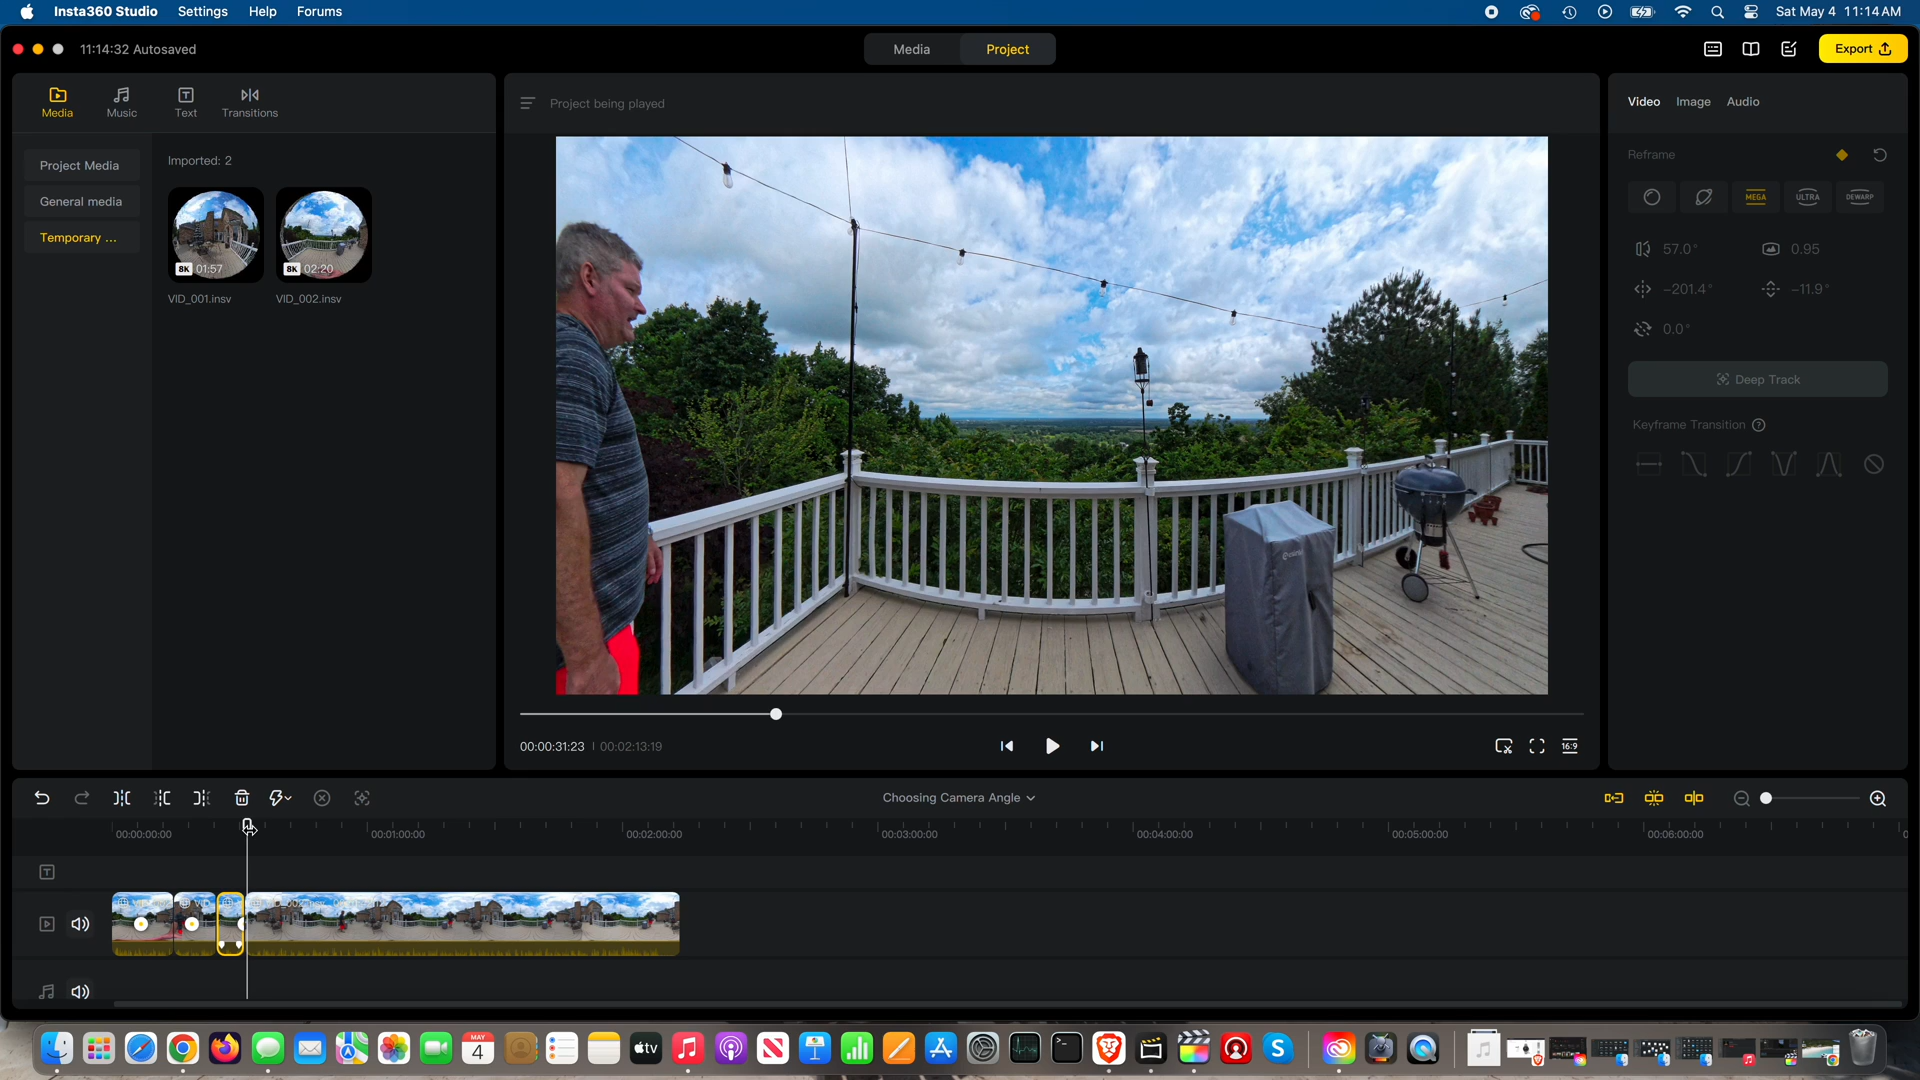 Insta360 Studio Settings Help Forums
Sat May 4 11:14 AM
11:14:32 Autosaved
Media Project
Export
Media Music Text Transitions
Project being played
Video Image Audio
Project Media
General media
Temporary ...
Imported: 2
8K 01:57
8K 02:20
VID_001.insv
VID_002.insv
Reframe
MEGA ULTRA DEWARP
57.0° 0.95
-201.4° -11.9°
0.0°
Deep Track
Keyframe Transition
00:00:31:23 | 00:02:13:19
16:9
Choosing Camera Angle
00:00:00:00 00:01:00:00 00:02:00:00 00:03:00:00 00:04:00:00 00:05:00:00 00:06:00:00
MAY
4
tv